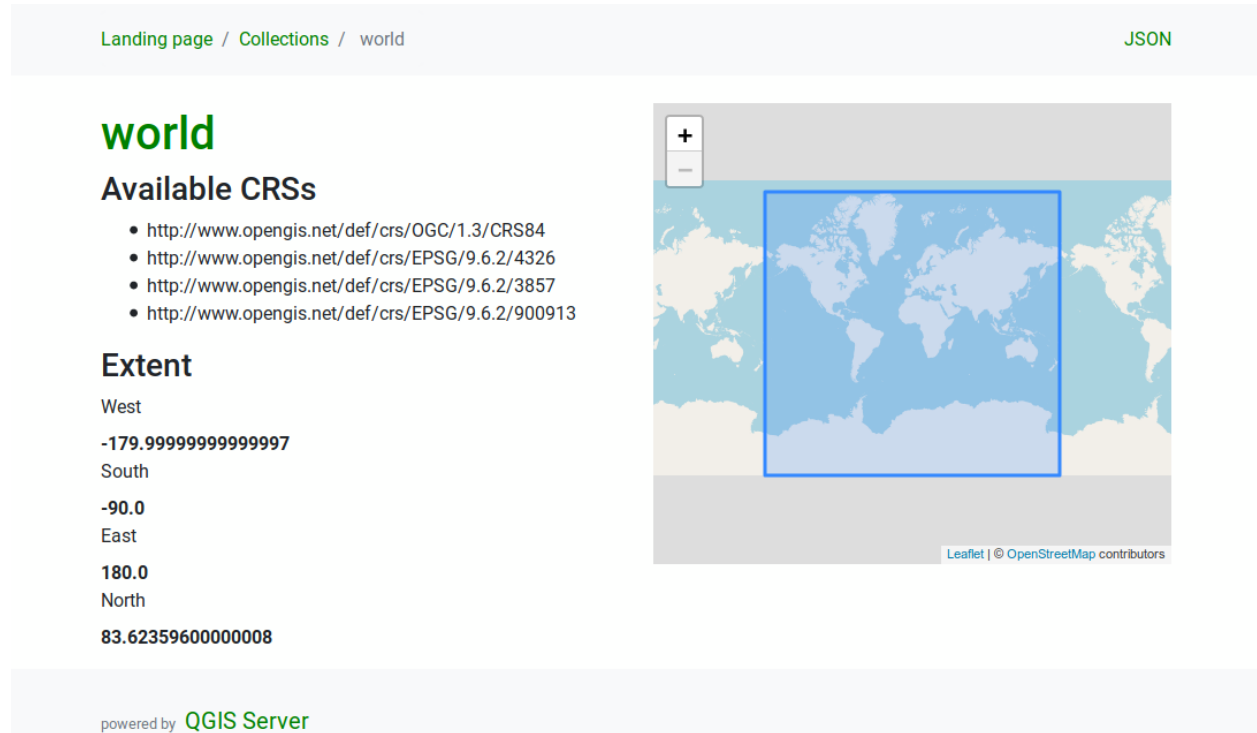 Landing page / Collections / world
JSON
world
Available CRSs
http://www.opengis.net/def/crs/OGC/1.3/CRS84
http://www.opengis.net/def/crs/EPSG/9.6.2/4326
http://www.opengis.net/def/crs/EPSG/9.6.2/3857
http://www.opengis.net/def/crs/EPSG/9.6.2/900913
Extent
West
-179.99999999999997
South
-90.0
East
180.0
North
83.62359600000008
+
−
Leaflet | © OpenStreetMap contributors
powered by QGIS Server